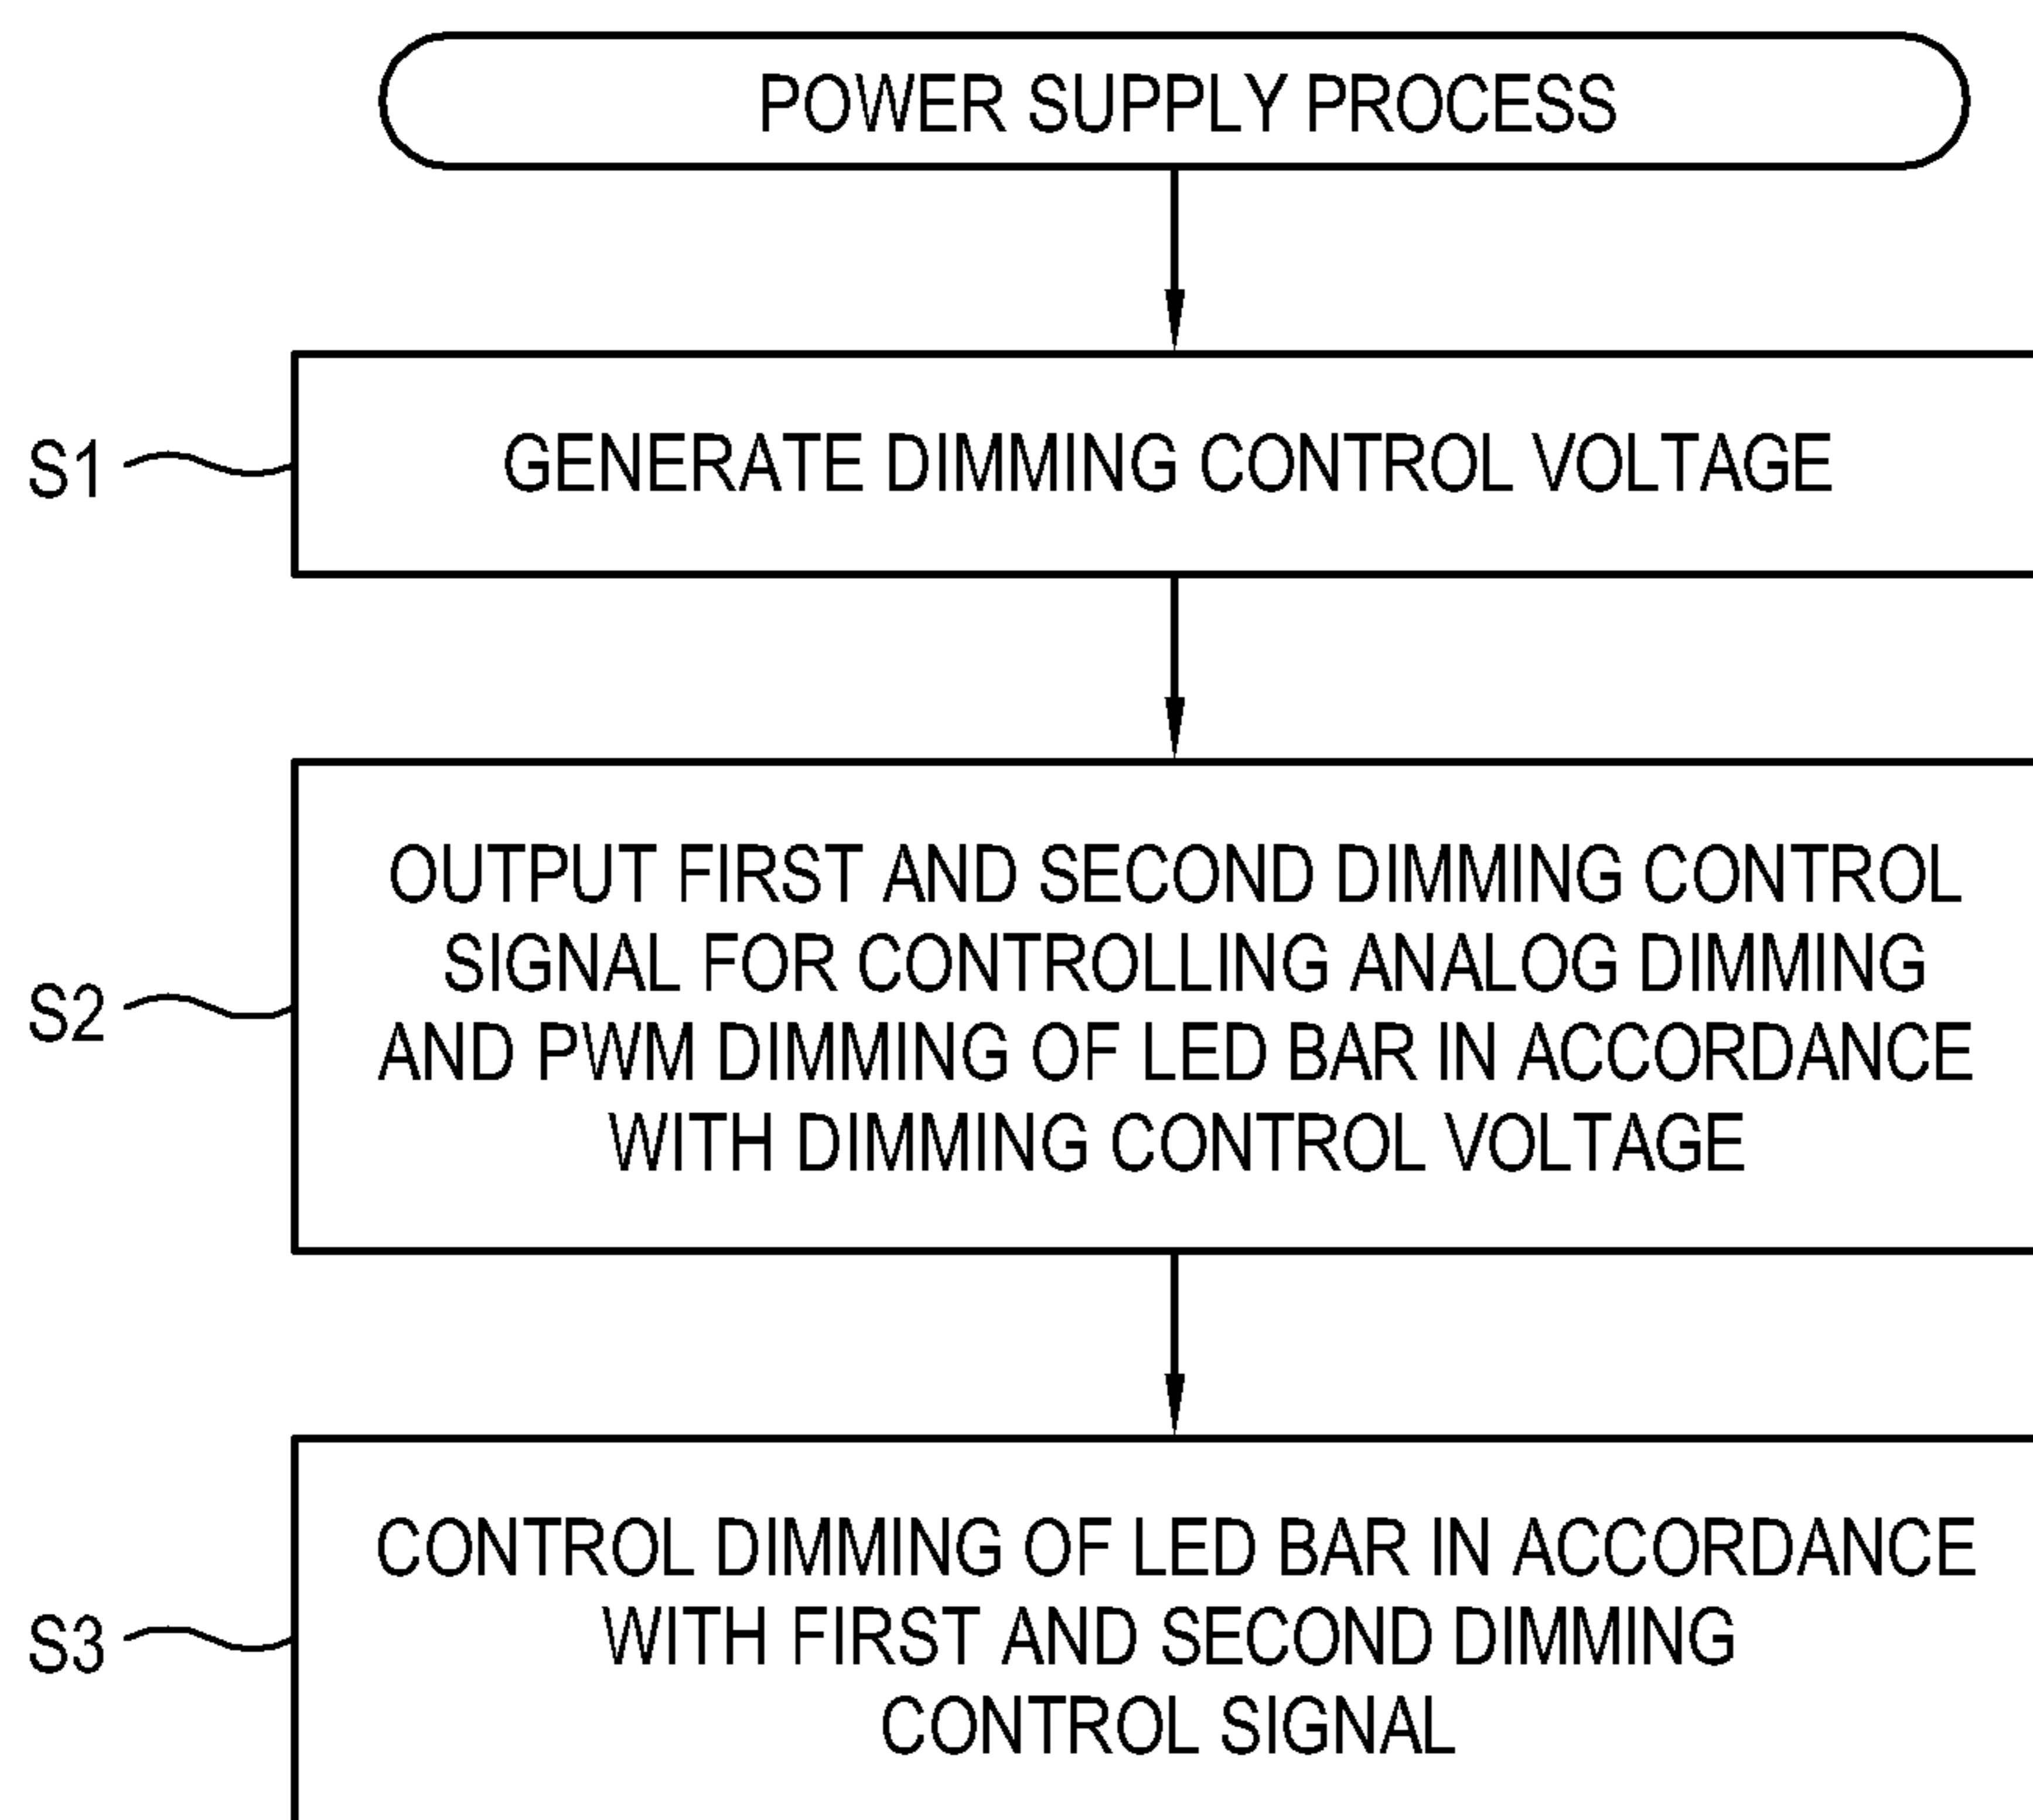 POWER SUPPLY PROCESS
S1
GENERATE DIMMING CONTROL VOLTAGE
S2
OUTPUT FIRST AND SECOND DIMMING CONTROL
SIGNAL FOR CONTROLLING ANALOG DIMMING
AND PWM DIMMING OF LED BAR IN ACCORDANCE
WITH DIMMING CONTROL VOLTAGE
S3
CONTROL DIMMING OF LED BAR IN ACCORDANCE
WITH FIRST AND SECOND DIMMING
CONTROL SIGNAL